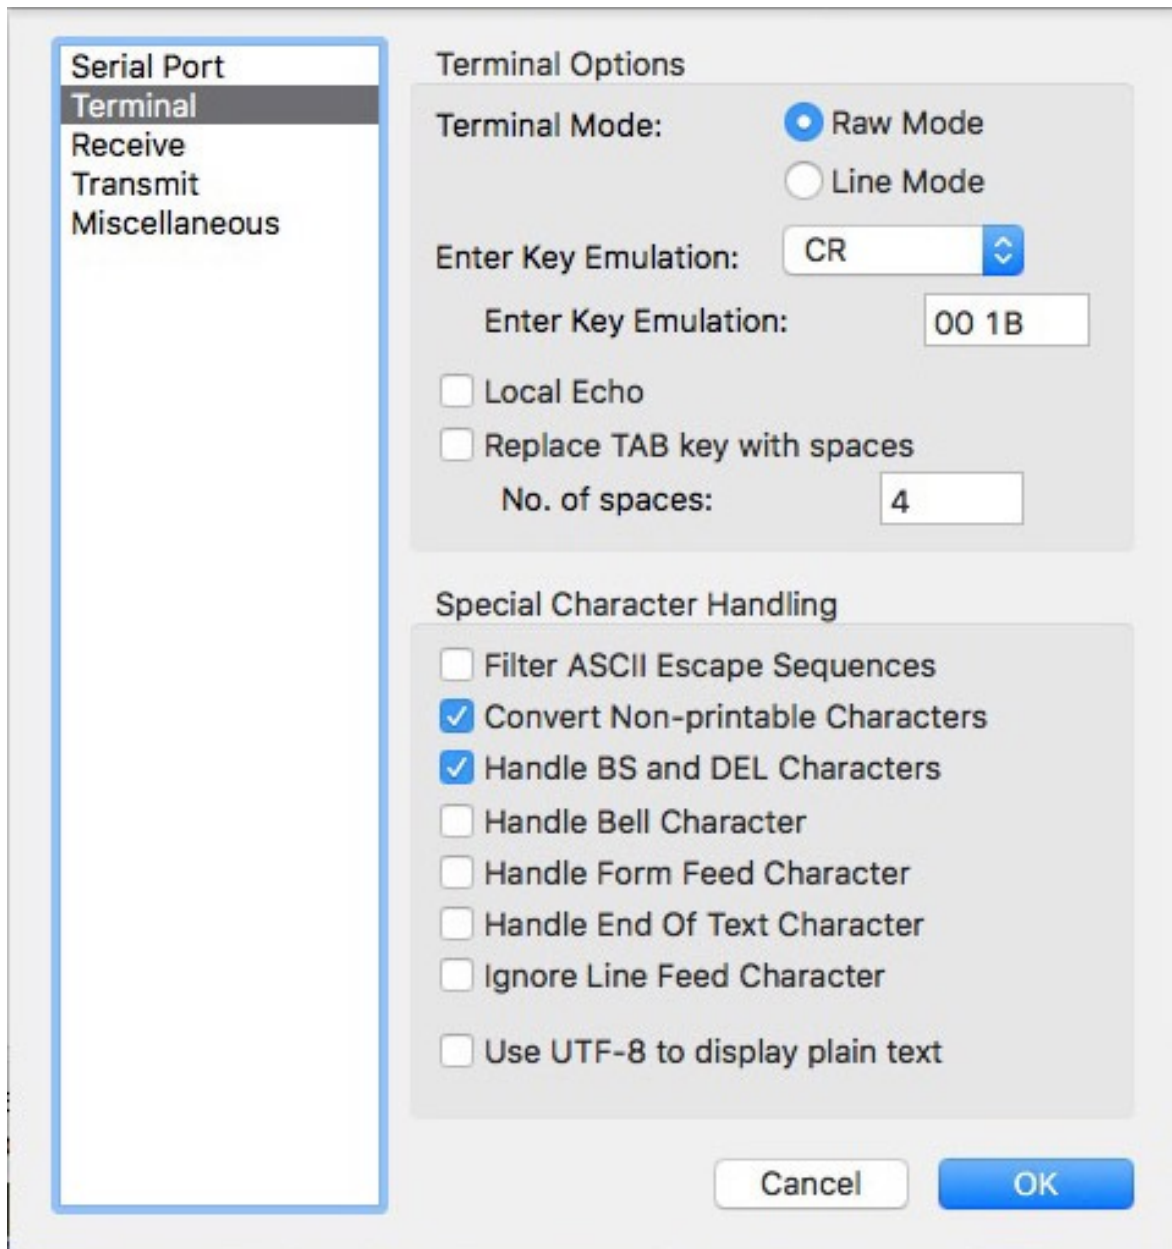 Serial Port
Terminal
Receive
Transmit
Miscellaneous
Terminal Options
Terminal Mode:
Raw Mode
Line Mode
Enter Key Emulation:
CR
Enter Key Emulation:
00 1B
Local Echo
Replace TAB key with spaces
No. of spaces:
4
Special Character Handling
Filter ASCII Escape Sequences
Convert Non-printable Characters
Handle BS and DEL Characters
Handle Bell Character
Handle Form Feed Character
Handle End Of Text Character
Ignore Line Feed Character
Use UTF-8 to display plain text
Cancel
OK